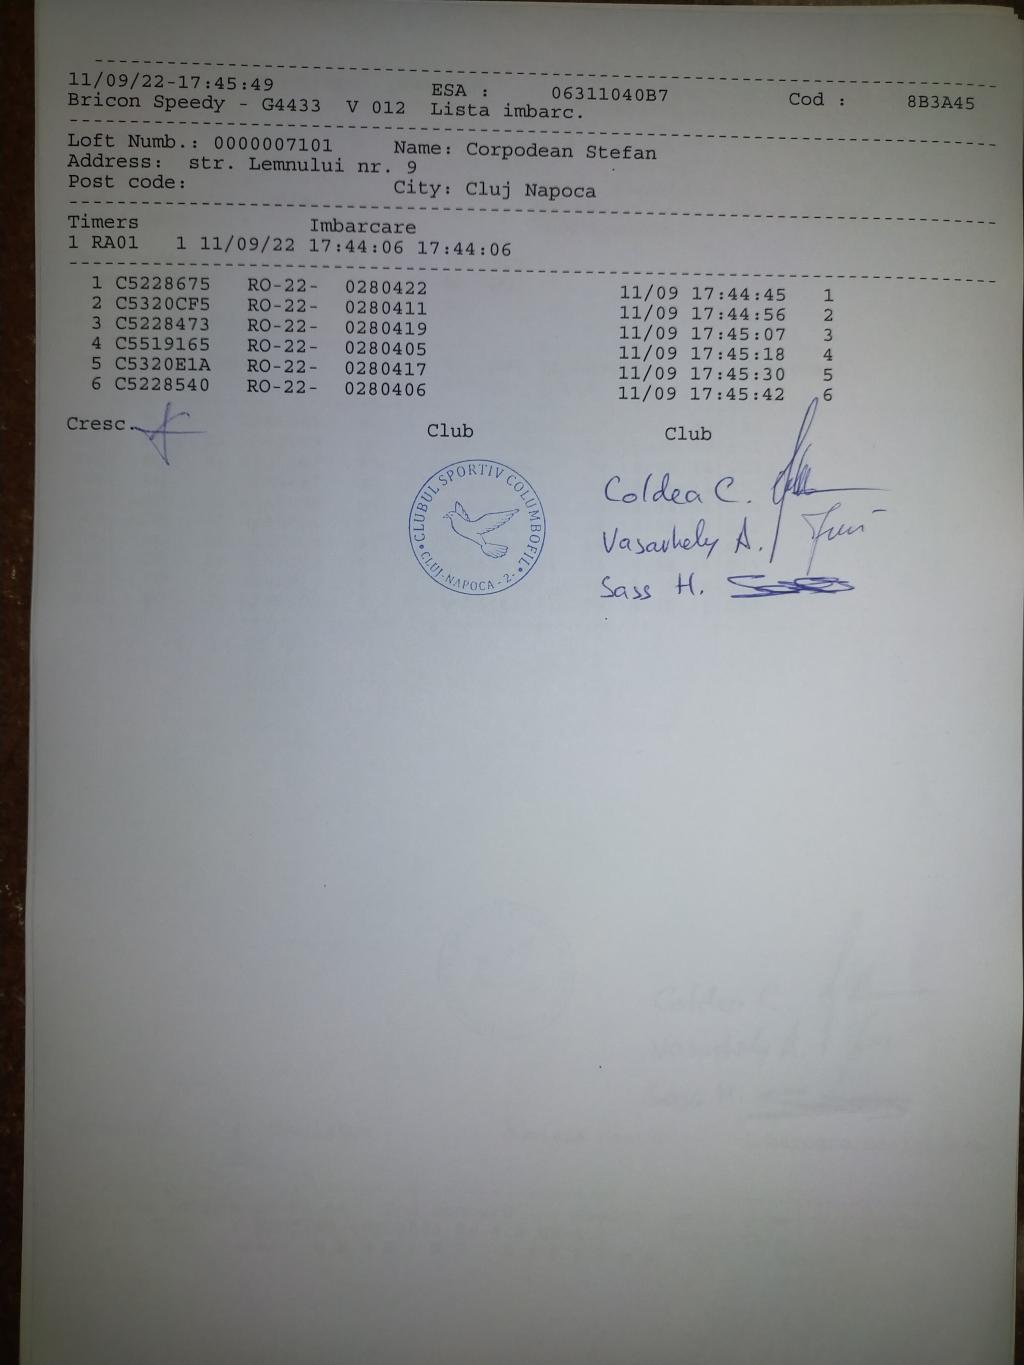 11/09/22-17:45:49 ESA : 06311040B7 Cod : 8B3A45
Bricon Speedy - G4433 V 012 Lista imbarc.
Loft Numb.: 0000007101 Name: Corpodean Stefan
Address: str. Lemnului nr. 9
Post code: City: Cluj Napoca
Timers Imbarcare
1 RA01 1 11/09/22 17:44:06 17:44:06
1 C5228675 RO-22- 0280422 11/09 17:44:45 1
2 C5320CF5 RO-22- 0280411 11/09 17:44:56 2
3 C5228473 RO-22- 0280419 11/09 17:45:07 3
4 C5519165 RO-22- 0280405 11/09 17:45:18 4
5 C5320E1A RO-22- 0280417 11/09 17:45:30 5
6 C5228540 RO-22- 0280406 11/09 17:45:42 6
Cresc. Club Club
CLUBUL SPORTIV COLUMBOFIL
CLUJ-NAPOCA -2-
Coldea C.
Vasarhely A.
Sass H.